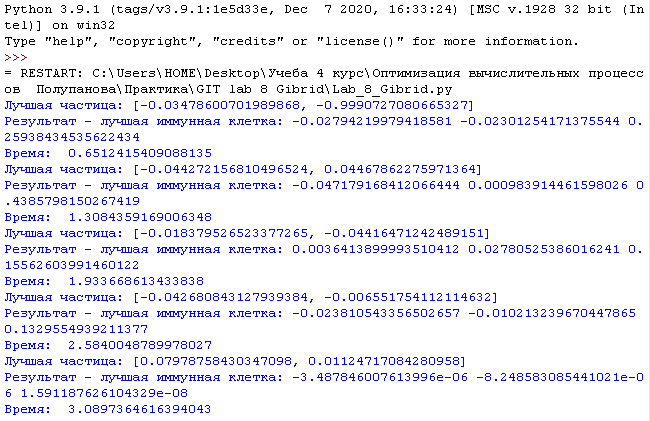 Python 3.9.1 (tags/v3.9.1:1e5d33e, Dec  7 2020, 16:33:24) [MSC v.1928 32 bit (In
tel)] on win32
Type "help", "copyright", "credits" or "license()" for more information.
>>>
= RESTART: C:\Users\HOME\Desktop\Учеба 4 курс\Оптимизация вычислительных процесс
ов  Полупанова\Практика\GIT lab 8 Gibrid\Lab_8_Gibrid.py
Лучшая частица: [-0.03478600701989868, -0.9990727080665327]
Результат - лучшая иммунная клетка: -0.02794219979418581 -0.02301254171375544 0.
25938434535622434
Время:  0.6512415409088135
Лучшая частица: [-0.044272156810496524, 0.04467862275971364]
Результат - лучшая иммунная клетка: -0.047179168412066444 0.000983914461598026 0
.4385798150267419
Время:  1.3084359169006348
Лучшая частица: [-0.018379526523377265, -0.04416471242489151]
Результат - лучшая иммунная клетка: 0.0036413899993510412 0.02780525386016241 0.
15562603991460122
Время:  1.933668613433838
Лучшая частица: [-0.042680843127939384, -0.006551754112114632]
Результат - лучшая иммунная клетка: -0.023810543356502657 -0.010213239670447865
0.1329554939211377
Время:  2.5840048789978027
Лучшая частица: [0.07978758430347098, 0.01124717084280958]
Результат - лучшая иммунная клетка: -3.487846007613996e-06 -8.248583085441021e-0
6 1.591187626104329e-08
Время:  3.0897364616394043